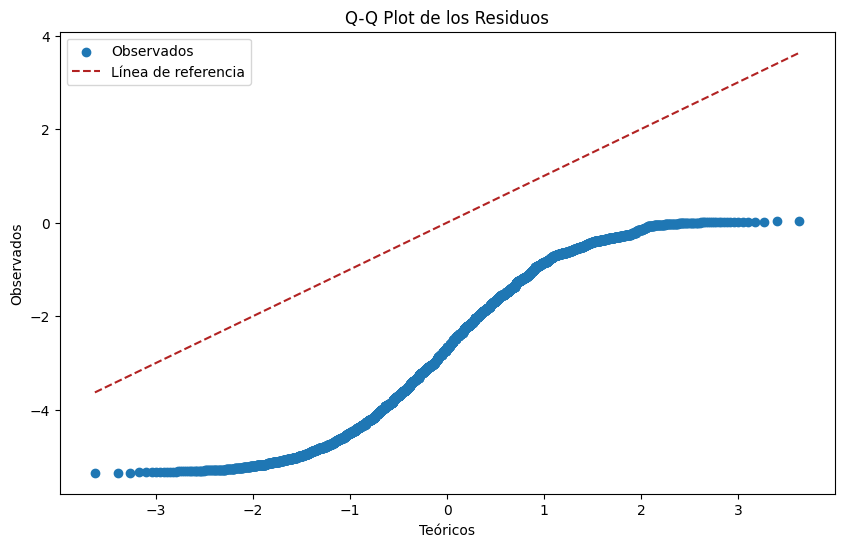 Q-Q Plot de los Residuos
Observados
Línea de referencia
4
2
0
−2
−4
Observados
−3
−2
−1
0
1
2
3
Teóricos